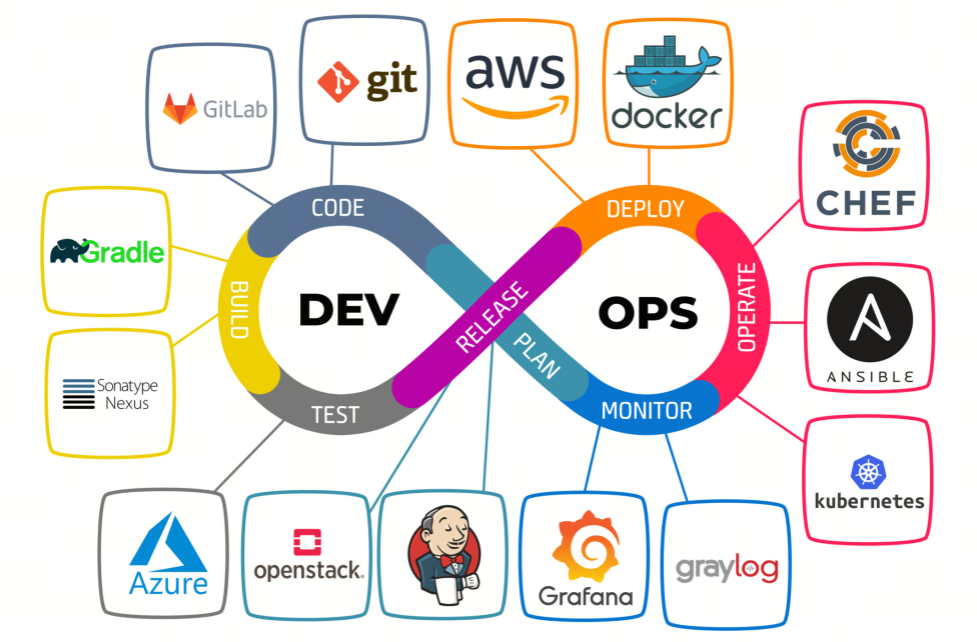 GitLab
git
aws
docker
CHEF
CODE
DEPLOY
Gradle
BUILD
DEV
RELEASE
OPS
OPERATE
PLAN
ANSIBLE
Sonatype
Nexus
TEST
MONITOR
kubernetes
Azure
openstack.
Grafana
graylog